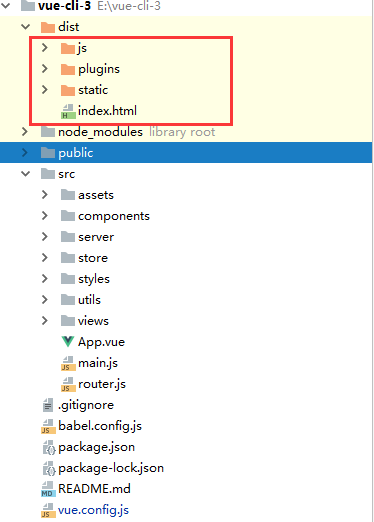 vue-cli-3 E:\vue-cli-3
dist
js
plugins
static
index.html
node_modules library root
public
src
assets
components
server
store
styles
utils
views
App.vue
main.js
router.js
.gitignore
babel.config.js
package.json
package-lock.json
README.md
vue.config.js